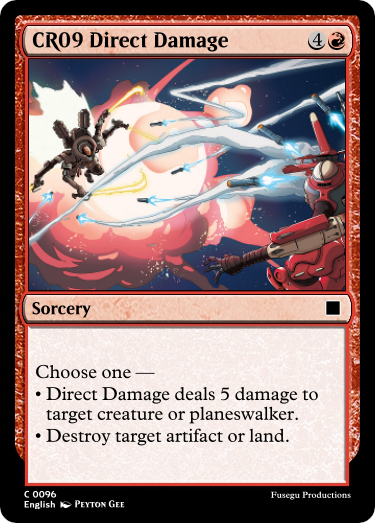 CR09 Direct Damage 4
Sorcery
Choose one —
• Direct Damage deals 5 damage to
target creature or planeswalker.
• Destroy target artifact or land.
C 0096
English Peyton Gee
Fusegu Productions